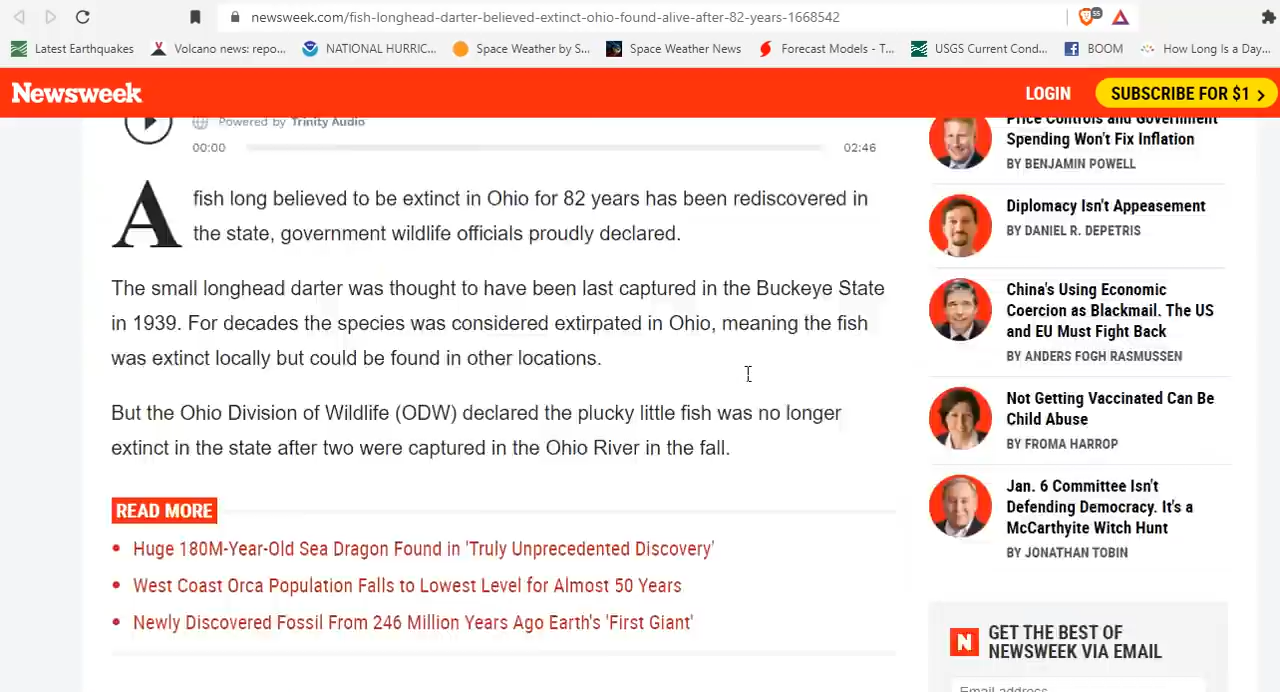 newsweek.com/fish-longhead-darter-believed-extinct-ohio-found-alive-after-82-years-1668542
55
Latest Earthquakes
Volcano news: repo...
NATIONAL HURRIC...
Space Weather by S...
Space Weather News
Forecast Models - T...
USGS Current Cond...
BOOM
How Long Is a Day...
Newsweek
LOGIN
SUBSCRIBE FOR $1
Powered by Trinity Audio
00:00
02:46
A fish long believed to be extinct in Ohio for 82 years has been rediscovered in
the state, government wildlife officials proudly declared.
The small longhead darter was thought to have been last captured in the Buckeye State
in 1939. For decades the species was considered extirpated in Ohio, meaning the fish
was extinct locally but could be found in other locations.
But the Ohio Division of Wildlife (ODW) declared the plucky little fish was no longer
extinct in the state after two were captured in the Ohio River in the fall.
READ MORE
Huge 180M-Year-Old Sea Dragon Found in 'Truly Unprecedented Discovery'
West Coast Orca Population Falls to Lowest Level for Almost 50 Years
Newly Discovered Fossil From 246 Million Years Ago Earth's 'First Giant'
Price Controls and Government
Spending Won't Fix Inflation
BY BENJAMIN POWELL
Diplomacy Isn't Appeasement
BY DANIEL R. DEPETRIS
China's Using Economic
Coercion as Blackmail. The US
and EU Must Fight Back
BY ANDERS FOGH RASMUSSEN
Not Getting Vaccinated Can Be
Child Abuse
BY FROMA HARROP
Jan. 6 Committee Isn't
Defending Democracy. It's a
McCarthyite Witch Hunt
BY JONATHAN TOBIN
N
GET THE BEST OF
NEWSWEEK VIA EMAIL
Email address